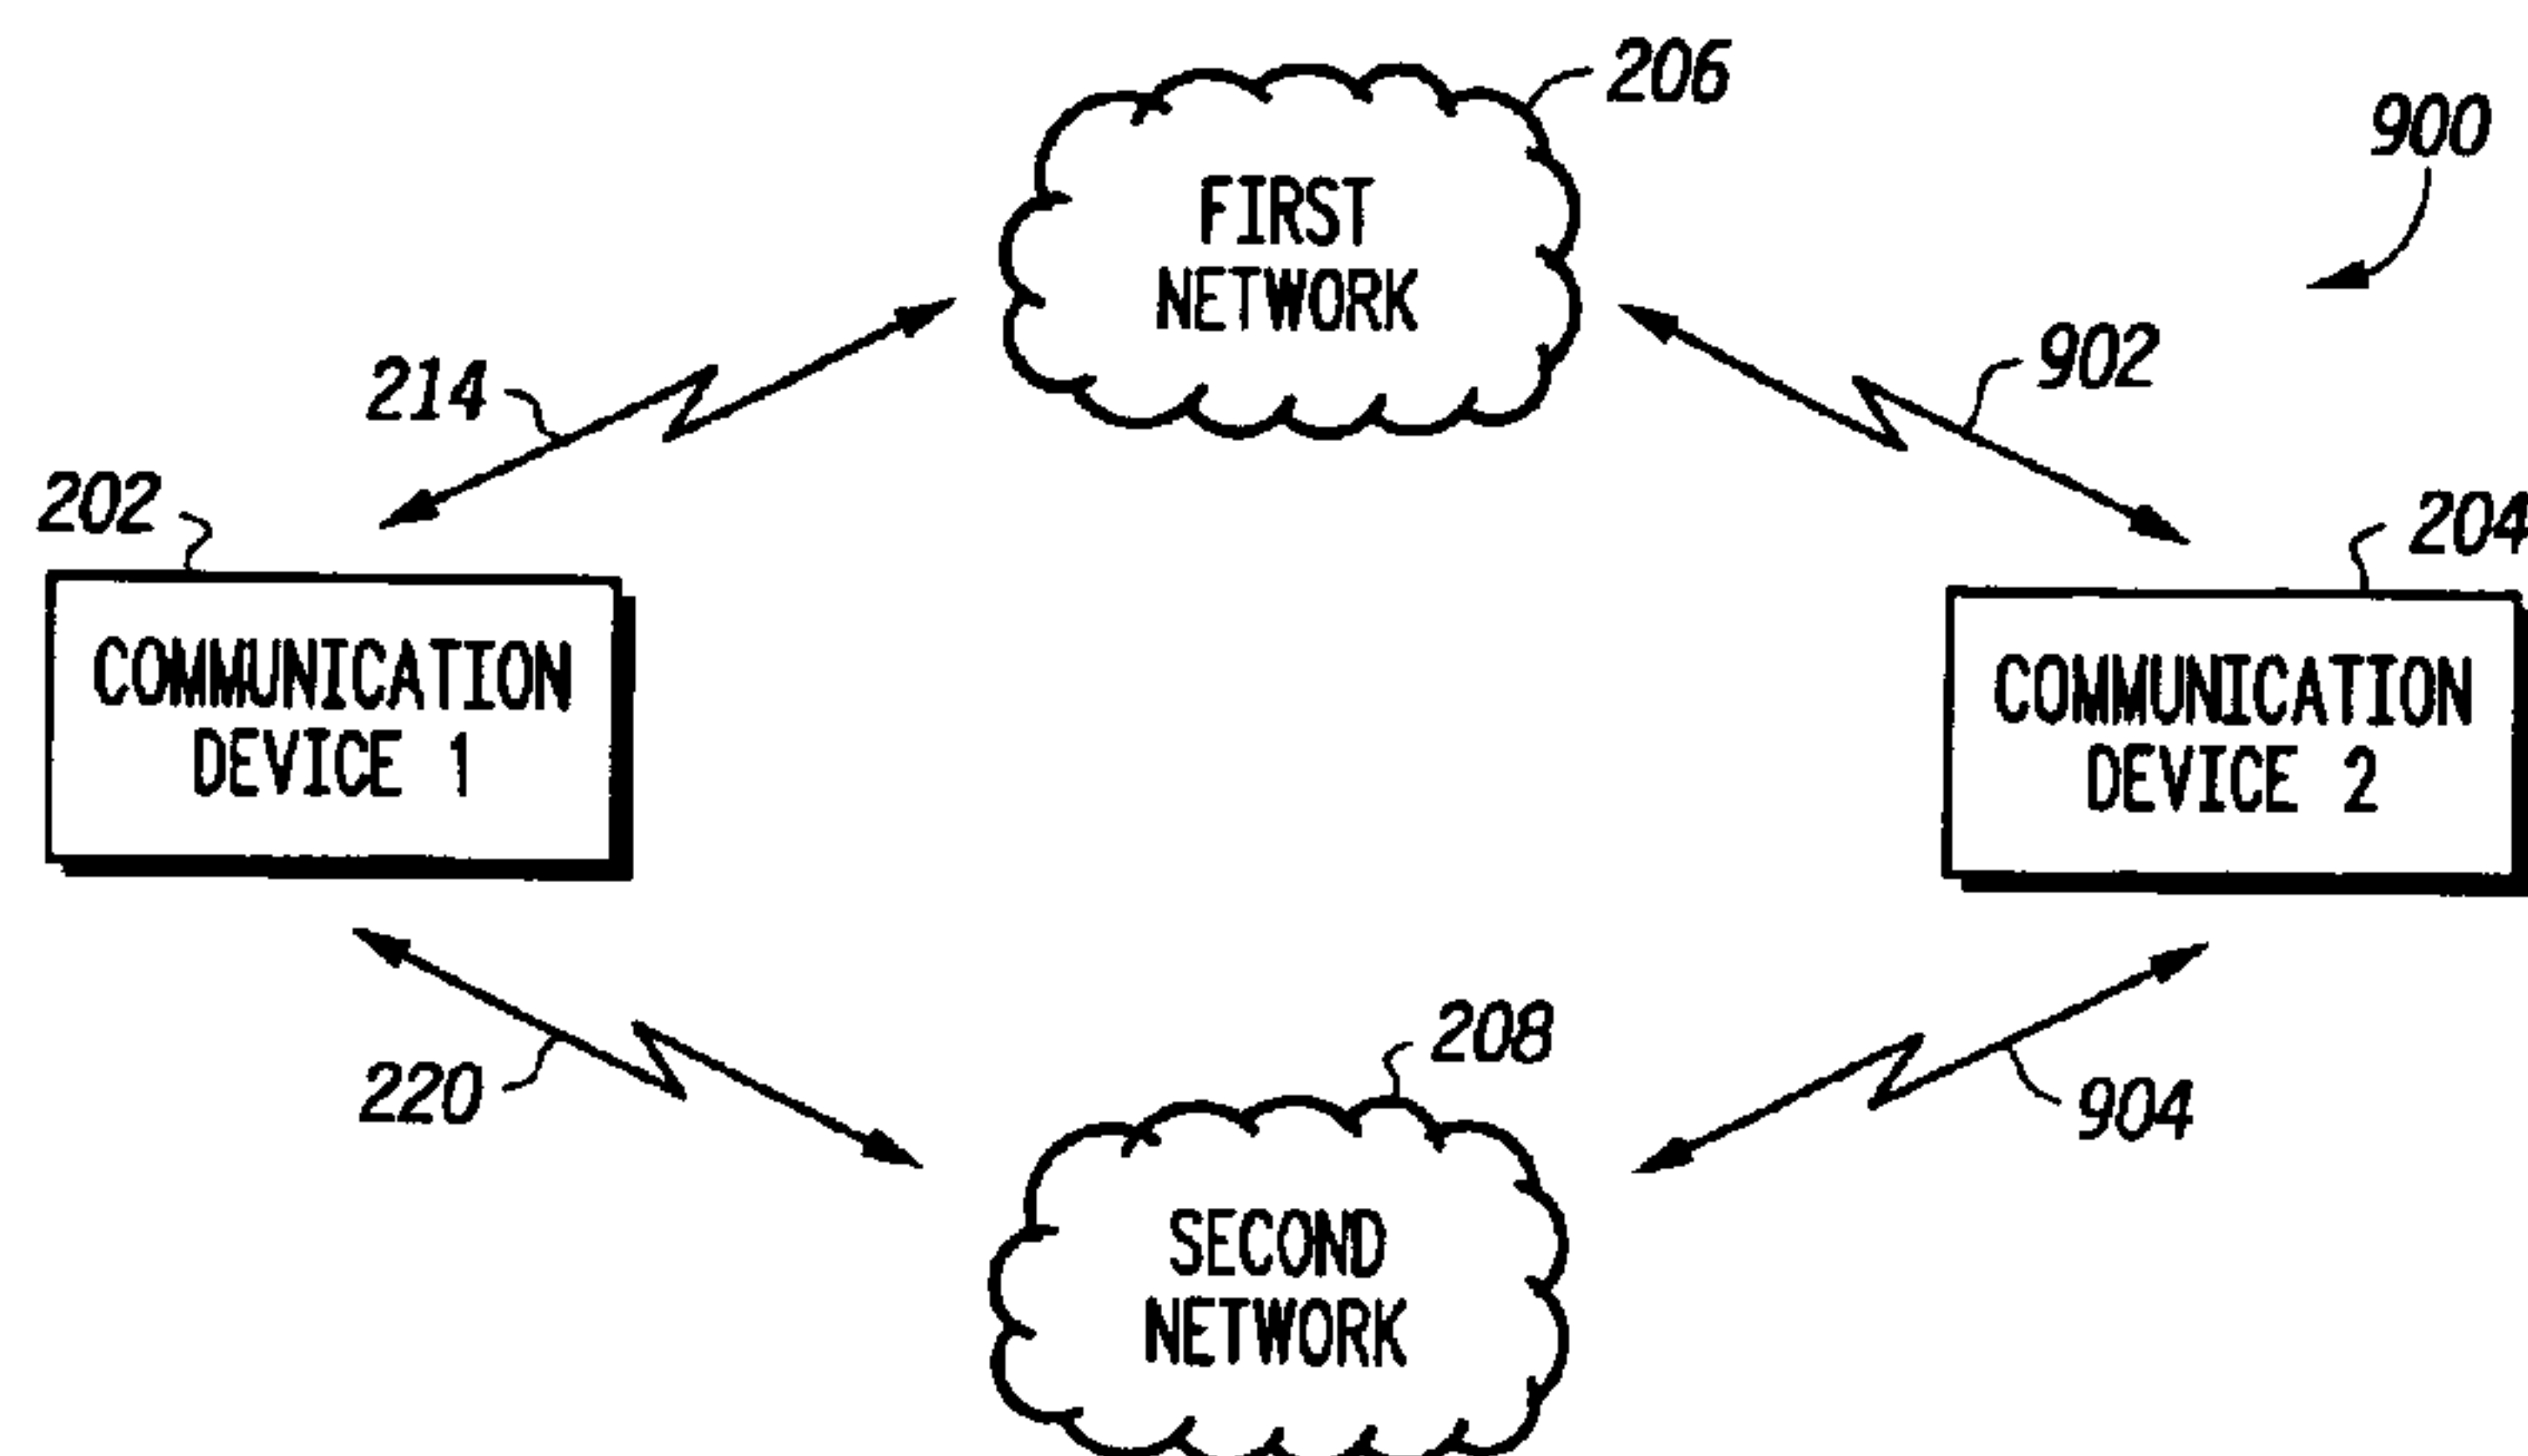 206
900
FIRST
NETWORK
902
214
202
204
COMMUNICATION
DEVICE 1
COMMUNICATION
DEVICE 2
208
220
904
SECOND
NETWORK